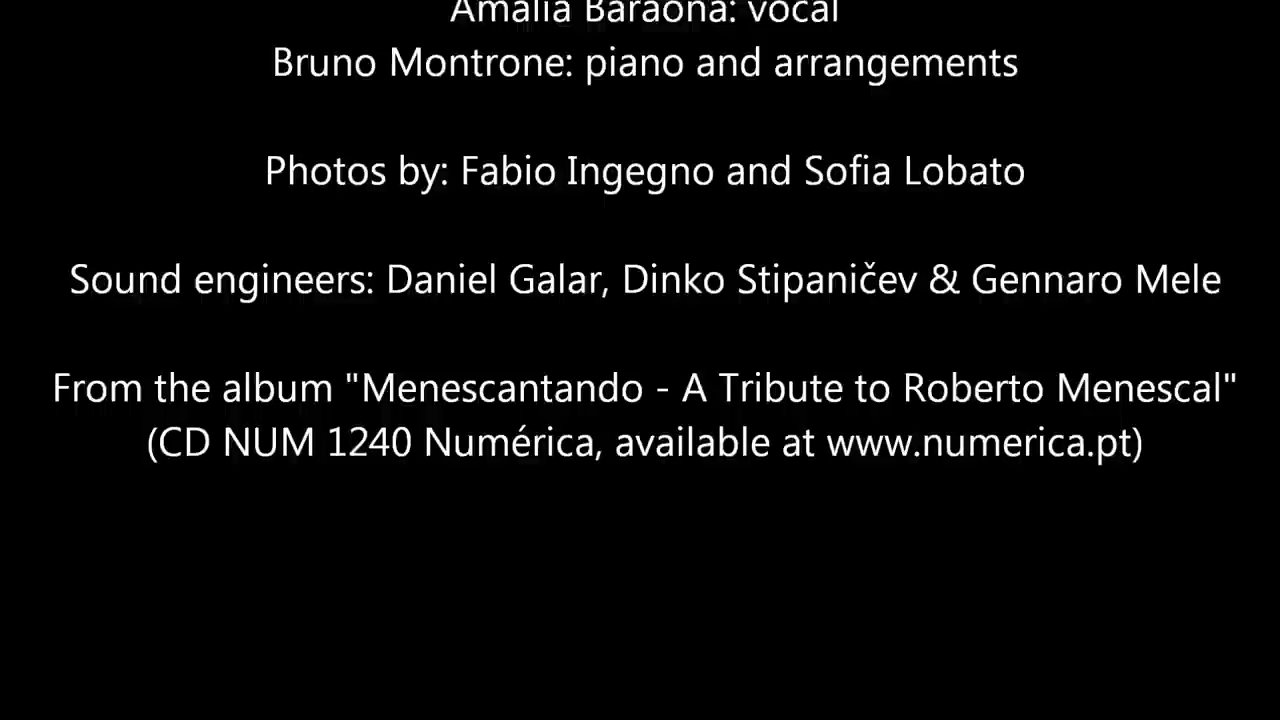 Amalia Baraona: vocal
Bruno Montrone: piano and arrangements
Photos by: Fabio Ingegno and Sofia Lobato
Sound engineers: Daniel Galar, Dinko Stipaničev & Gennaro Mele
From the album "Menescantando - A Tribute to Roberto Menescal"
(CD NUM 1240 Numérica, available at www.numerica.pt)